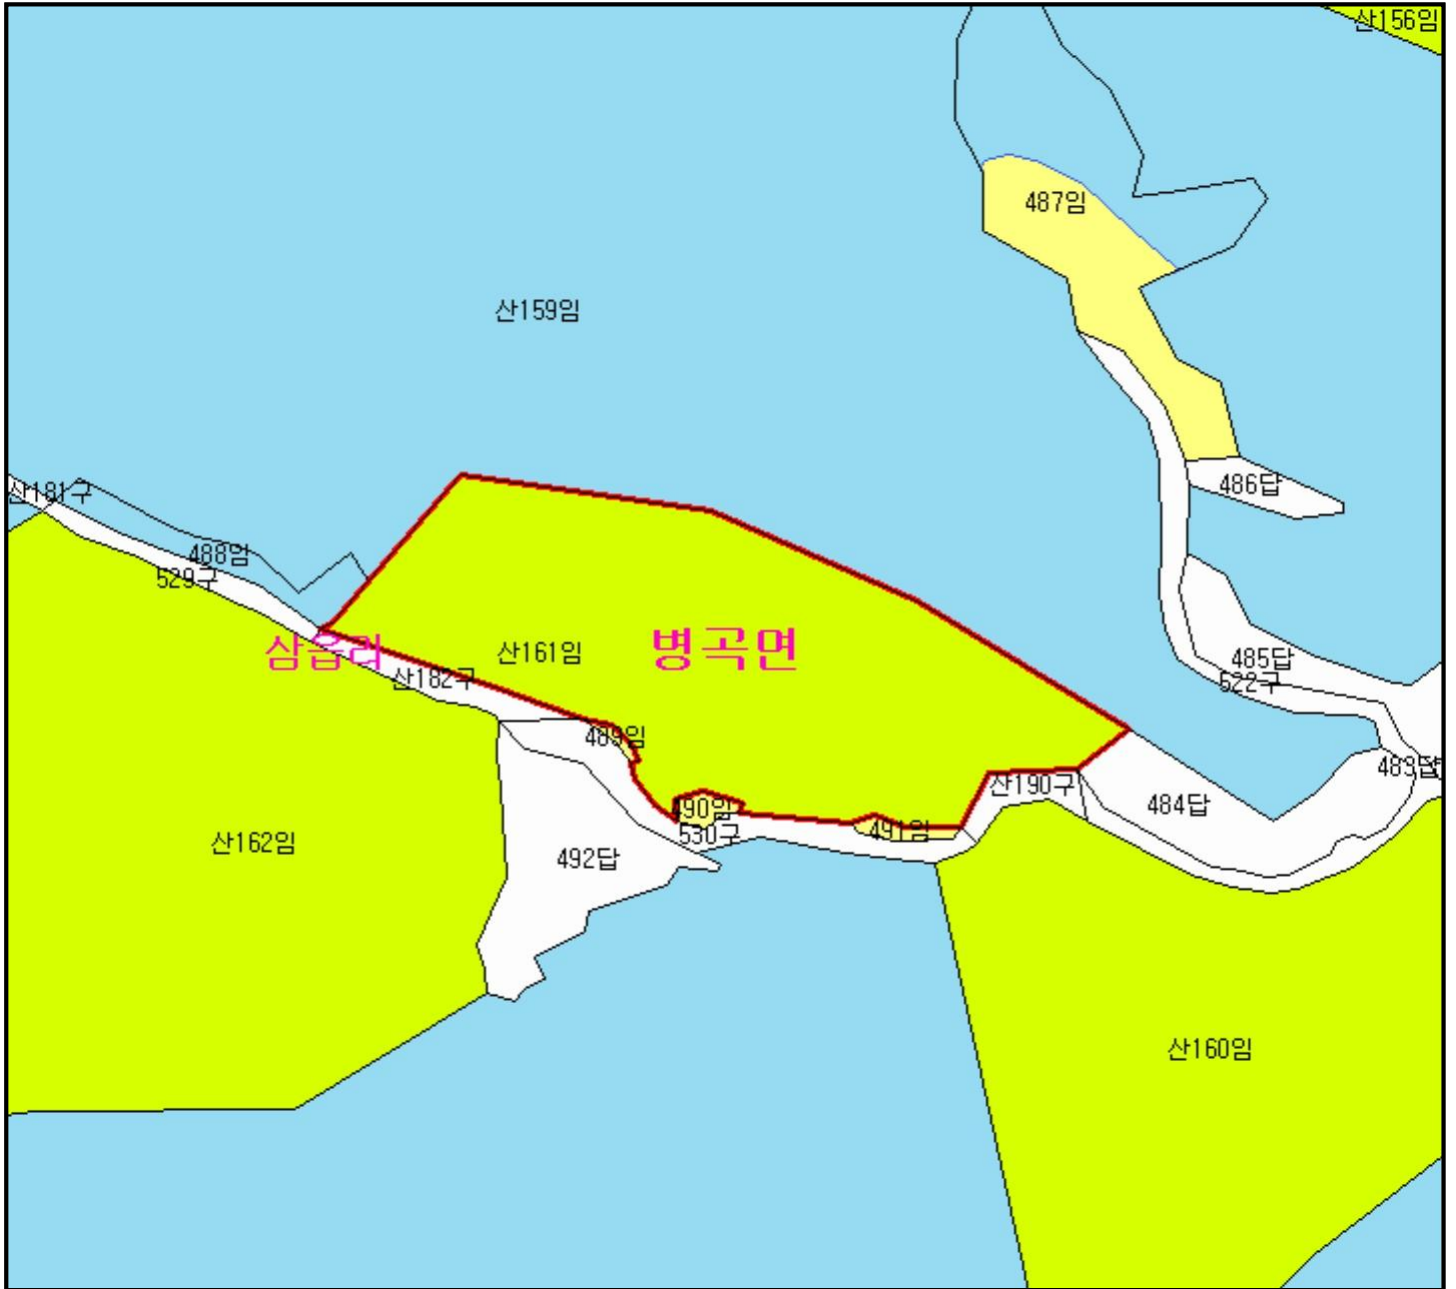 산156임
487임
산159임
486답
산181구
488임
529구
삼읍리
산161임
병곡면
485답
산182구
522구
489임
483답
산190구
484답
490임
491임
530구
산162임
492답
산160임